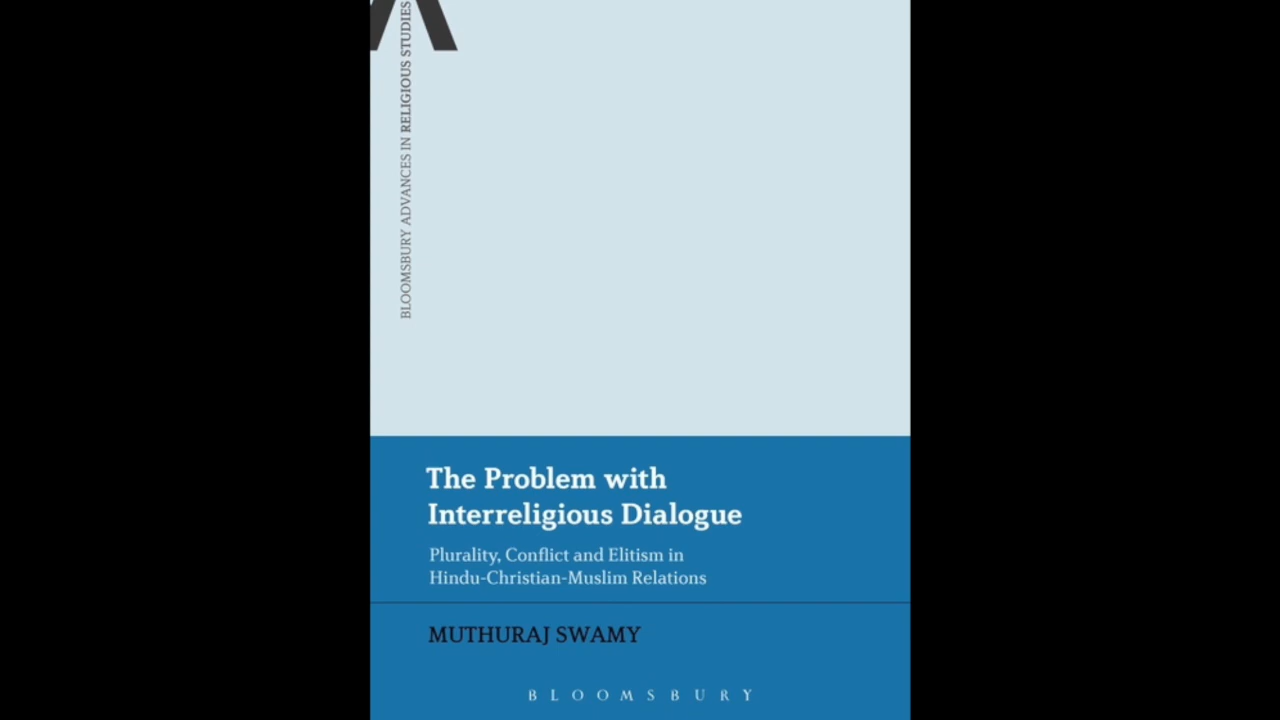 BLOOMSBURY ADVANCES IN RELIGIOUS STUDIES
The Problem with
Interreligious Dialogue
Plurality, Conflict and Elitism in
Hindu-Christian-Muslim Relations
MUTHURAJ SWAMY
BLOOMSBURY